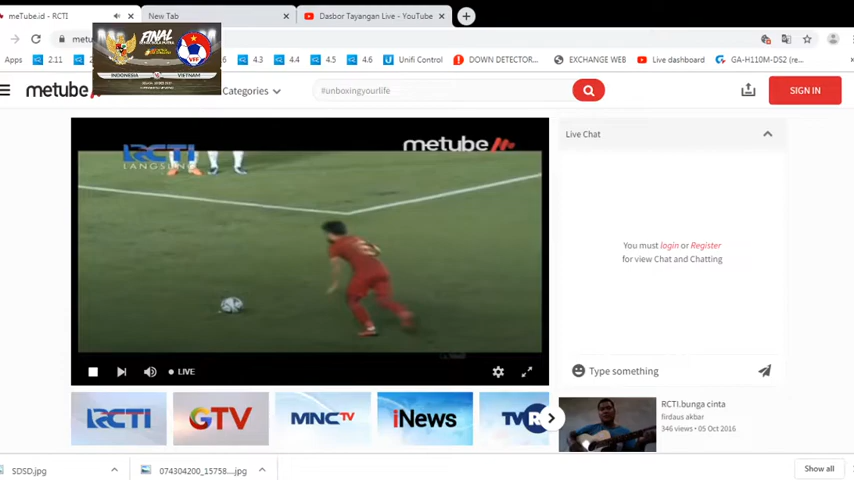 meTube.id - RCTI
New Tab
Dasbor Tayangan Live - YouTube
FINAL
INDONESIA VS VIETNAM
Apps
2.11
4.3
4.4
4.5
4.6
Unifi Control
DOWN DETECTOR...
EXCHANGE WEB
Live dashboard
GA-H110M-DS2 (re...
metube
Categories
#unboxingyourlife
SIGN IN
RCTI
LANGSUNG
metube
Live Chat
You must login or Register
for view Chat and Chatting
LIVE
Type something
RCTI
GTV
MNCTV
iNews
RCTI.bunga cinta
firdaus akbar
346 views • 05 Oct 2016
SDSD.jpg
074304200_15758....jpg
Show all